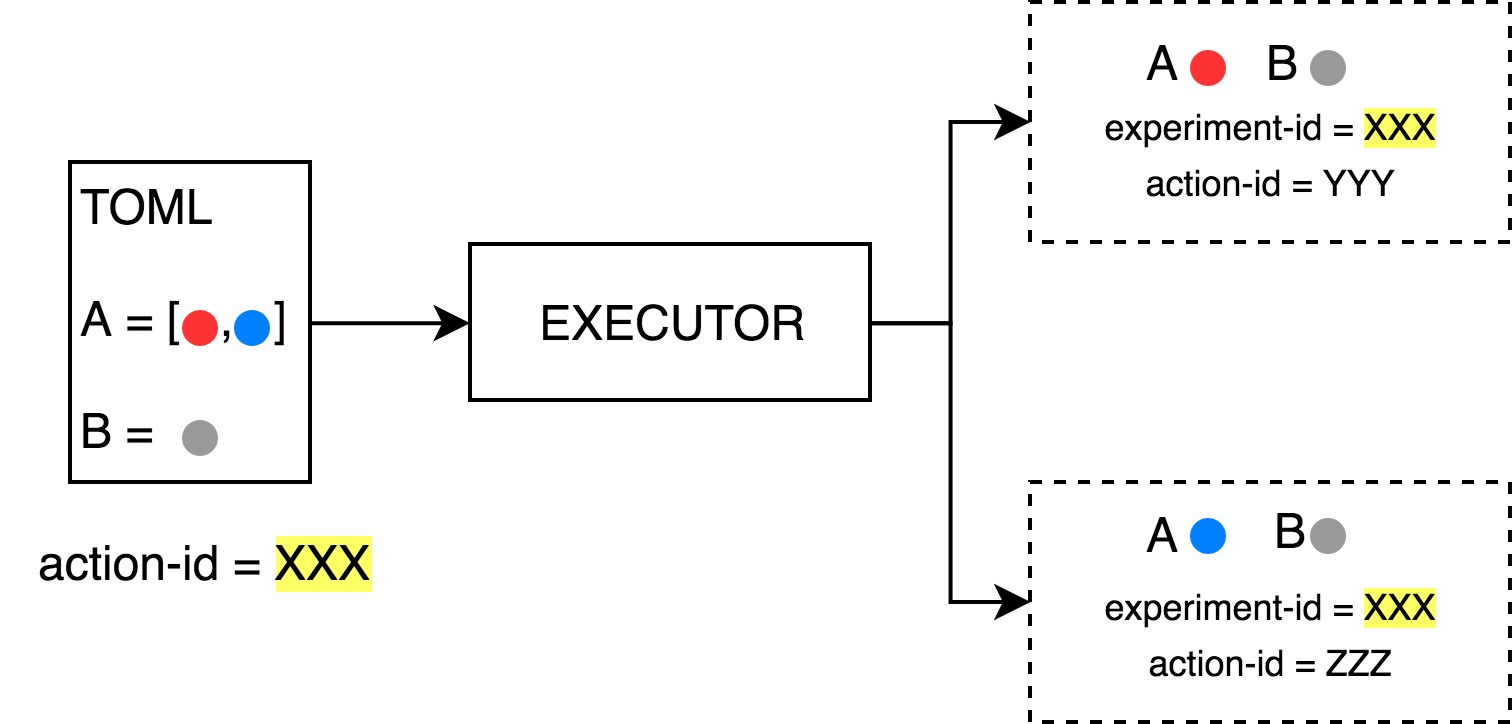 TOML
A = [ , ]
B =
action-id = XXX
EXECUTOR
A B
experiment-id = XXX
action-id = YYY
A B
experiment-id = XXX
action-id = ZZZ